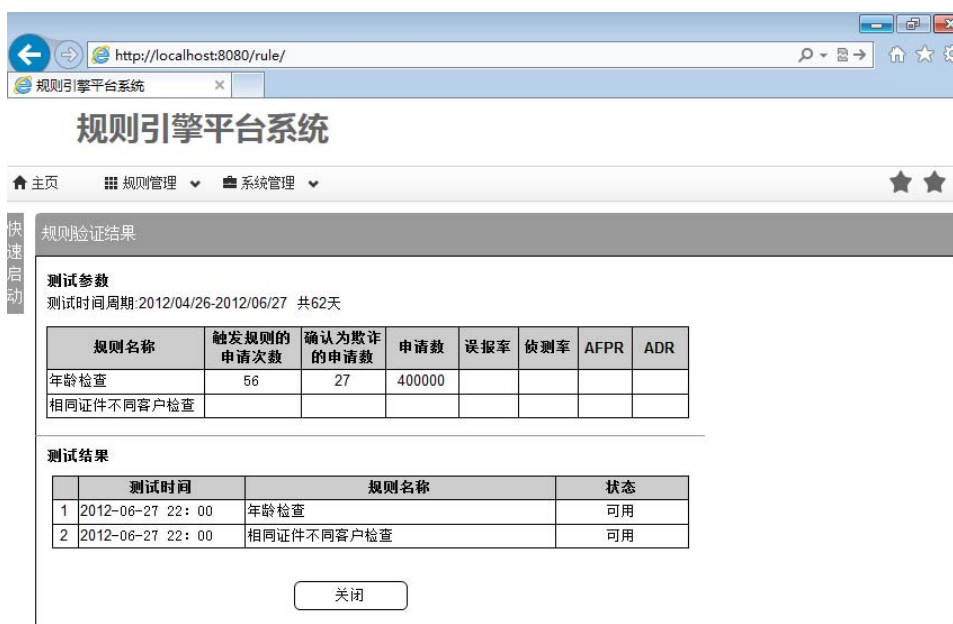 http://localhost:8080/rule/
规则引擎平台系统
规则引擎平台系统
主页 规则管理 系统管理
快速启动
规则验证结果
测试参数
测试时间周期:2012/04/26-2012/06/27 共62天
规则名称 触发规则的申请次数 确认为欺诈的申请数 申请数 误报率 侦测率 AFPR ADR
年龄检查 56 27 400000
相同证件不同客户检查
测试结果
测试时间 规则名称 状态
1 2012-06-27 22: 00 年龄检查 可用
2 2012-06-27 22: 00 相同证件不同客户检查 可用
关闭